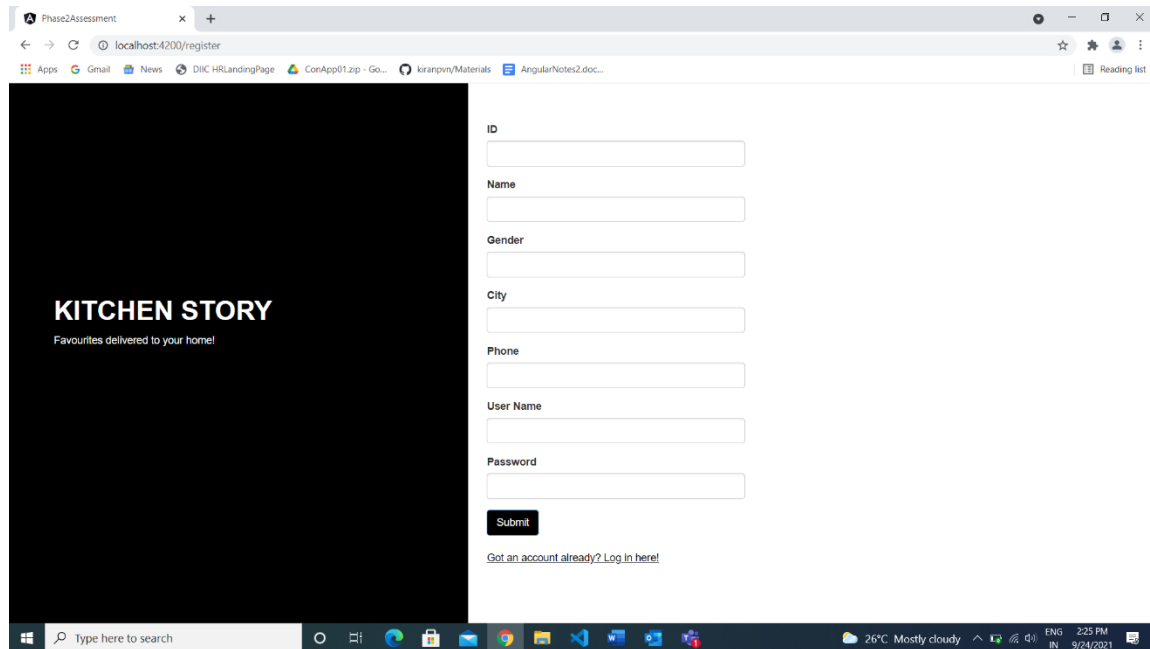 Phase2Assessment
localhost:4200/register
Apps Gmail News DIIC HRLandingPage ConApp01.zip - Go... kiranpvn/Materials AngularNotes2.doc... Reading list
KITCHEN STORY
Favourites delivered to your home!
ID
Name
Gender
City
Phone
User Name
Password
Submit
Got an account already? Log in here!
Type here to search
26°C Mostly cloudy
ENG
IN
2:25 PM
9/24/2021